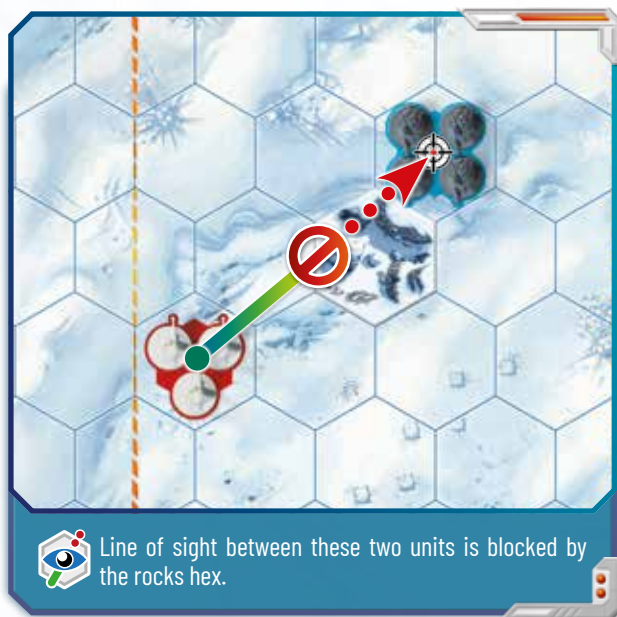 Line of sight between these two units is blocked by
the rocks hex.